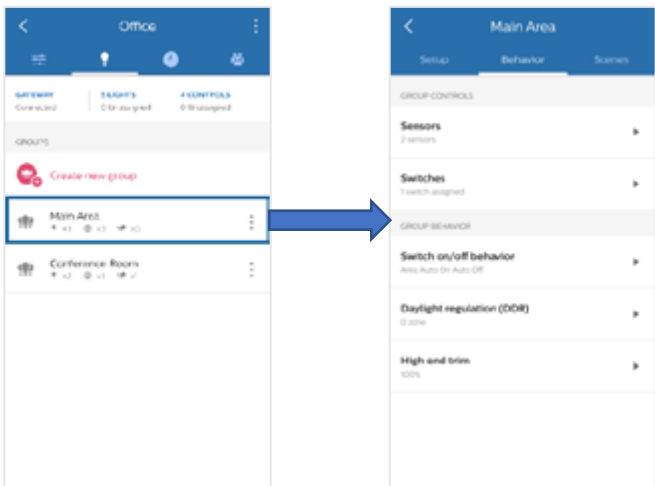 Office
GATEWAY
5 LIGHTS
4 CONTROLS
Connected
0 Unassigned
0 Unassigned
GROUPS
Create new group
Main Area
Conference Room
Main Area
Setup
Behavior
Scenes
GROUP CONTROLS
Sensors
2 sensors
Switches
1 switch assigned
GROUP BEHAVIOR
Switch on/off behavior
Area Auto On Auto Off
Daylight regulation (DDR)
0 zone
High end trim
100%